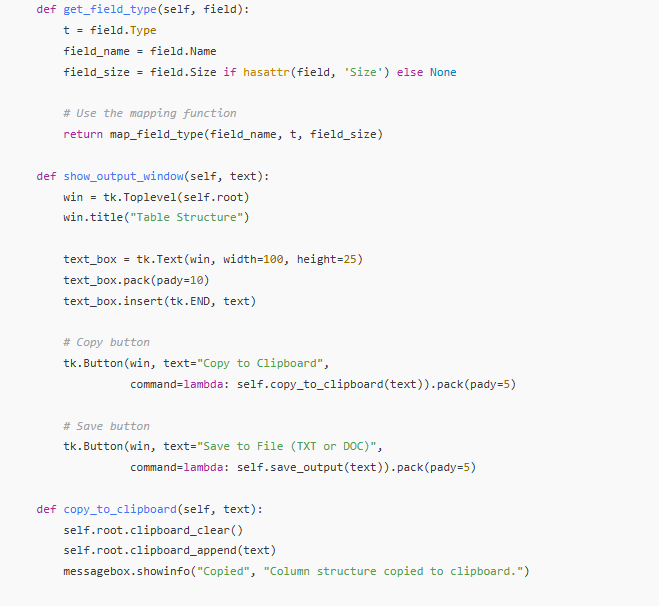 def get_field_type(self, field):
t = field.Type
field_name = field.Name
field_size = field.Size if hasattr(field, 'Size') else None
# Use the mapping function
return map_field_type(field_name, t, field_size)
def show_output_window(self, text):
win = tk.Toplevel(self.root)
win.title("Table Structure")
text_box = tk.Text(win, width=100, height=25)
text_box.pack(pady=10)
text_box.insert(tk.END, text)
# Copy button
tk.Button(win, text="Copy to Clipboard",
command=lambda: self.copy_to_clipboard(text)).pack(pady=5)
# Save button
tk.Button(win, text="Save to File (TXT or DOC)",
command=lambda: self.save_output(text)).pack(pady=5)
def copy_to_clipboard(self, text):
self.root.clipboard_clear()
self.root.clipboard_append(text)
messagebox.showinfo("Copied", "Column structure copied to clipboard.")